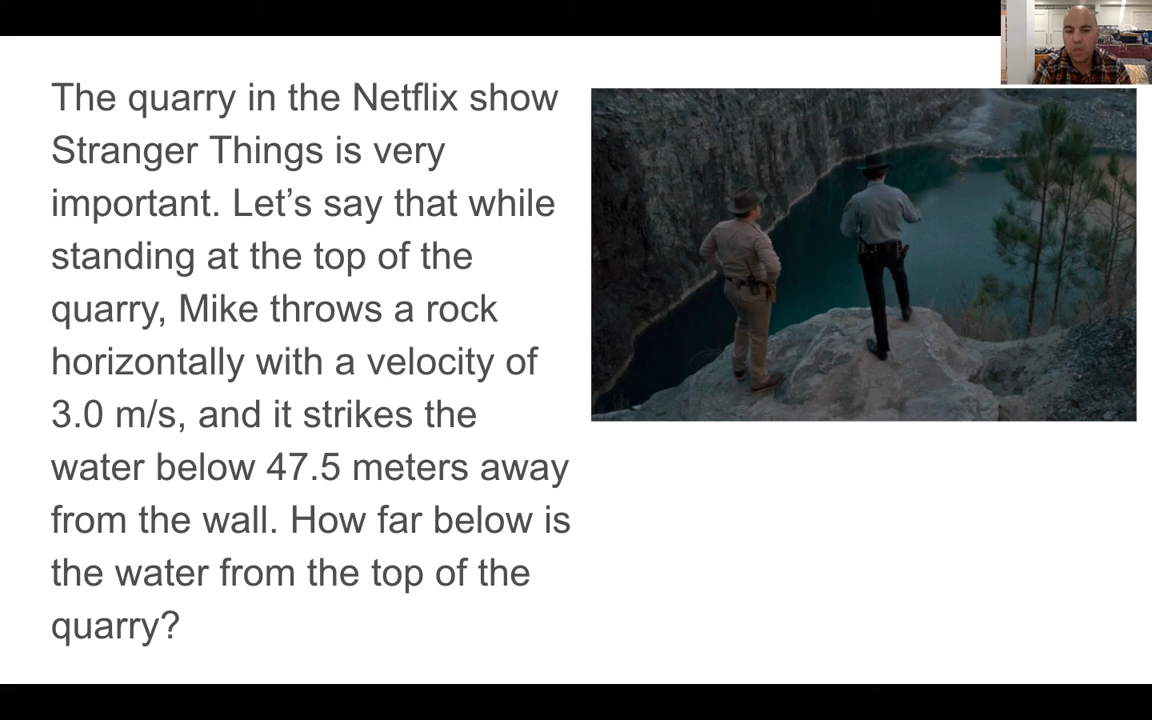 The quarry in the Netflix show
Stranger Things is very
important. Let’s say that while
standing at the top of the
quarry, Mike throws a rock
horizontally with a velocity of
3.0 m/s, and it strikes the
water below 47.5 meters away
from the wall. How far below is
the water from the top of the
quarry?